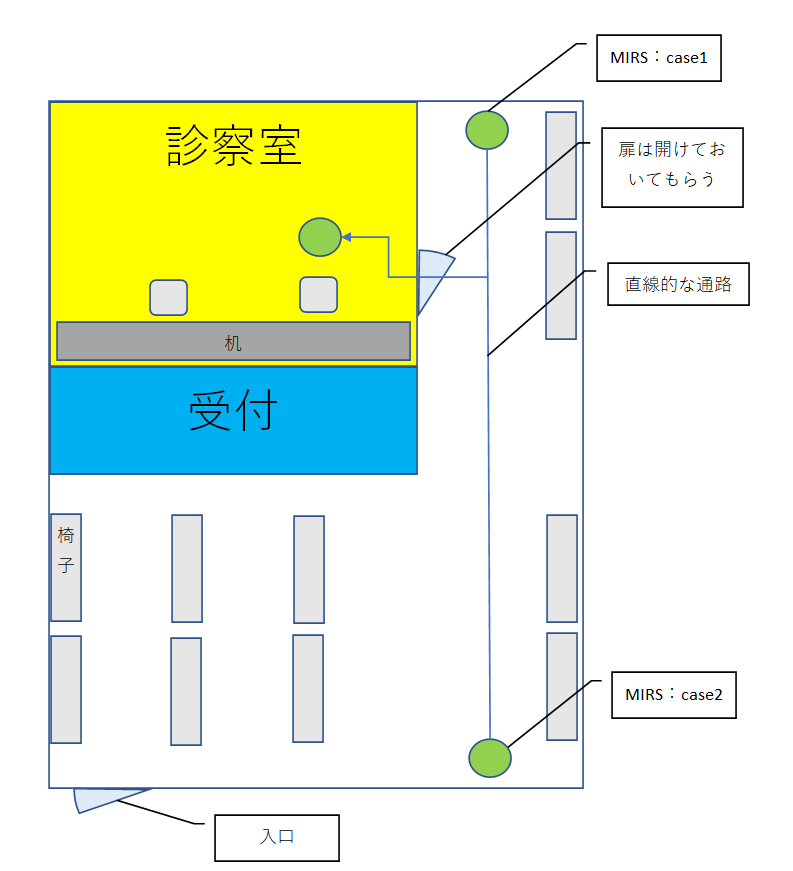 MIRS：case1
診察室
扉は開けてお
いてもらう
直線的な通路
机
受付
椅
子
MIRS：case2
入口